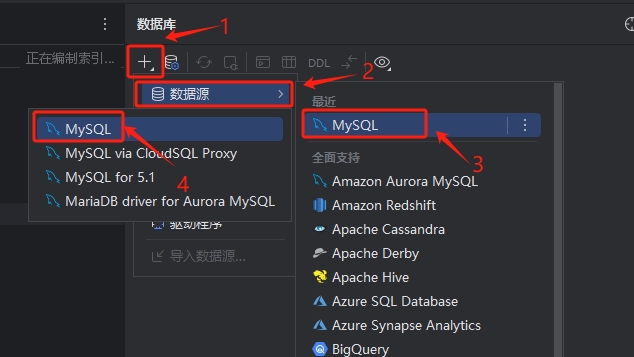 数据库
1
正在编制索引...
DDL
2
数据源
最近
MySQL
MySQL
3
MySQL via CloudSQL Proxy
全面支持
MySQL for 5.1
4
Amazon Aurora MySQL
MariaDB driver for Aurora MySQL
Amazon Redshift
驱动程序
Apache Cassandra
导入数据源...
Apache Derby
Apache Hive
Azure SQL Database
Azure Synapse Analytics
BigQuery